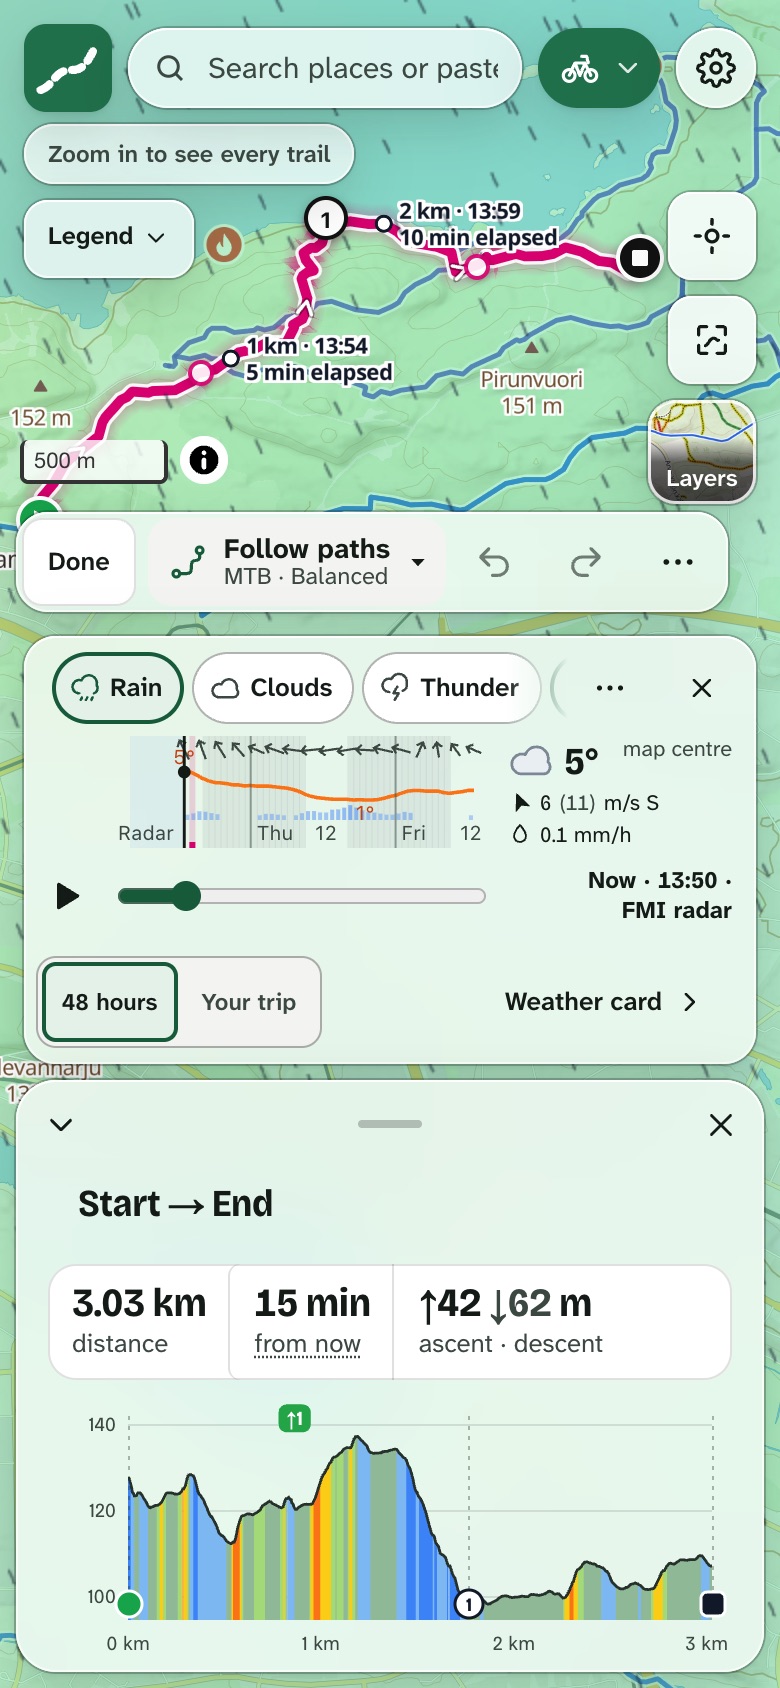 Search places or paste
Zoom in to see every trail
Legend
1
2 km · 13:59
10 min elapsed
1 km · 13:54
5 min elapsed
Pirunvuori
151 m
152 m
500 m
Layers
Done
Follow paths
MTB · Balanced
Rain
Clouds
Thunder
5°
1°
Radar
Thu
12
Fri
12
5°
map centre
6 (11) m/s S
0.1 mm/h
Now · 13:50 ·
FMI radar
48 hours
Your trip
Weather card
levanharju
Start → End
3.03 km
distance
15 min
from now
↑42 ↓62 m
ascent · descent
↑1
140
120
100
1
0 km
1 km
2 km
3 km